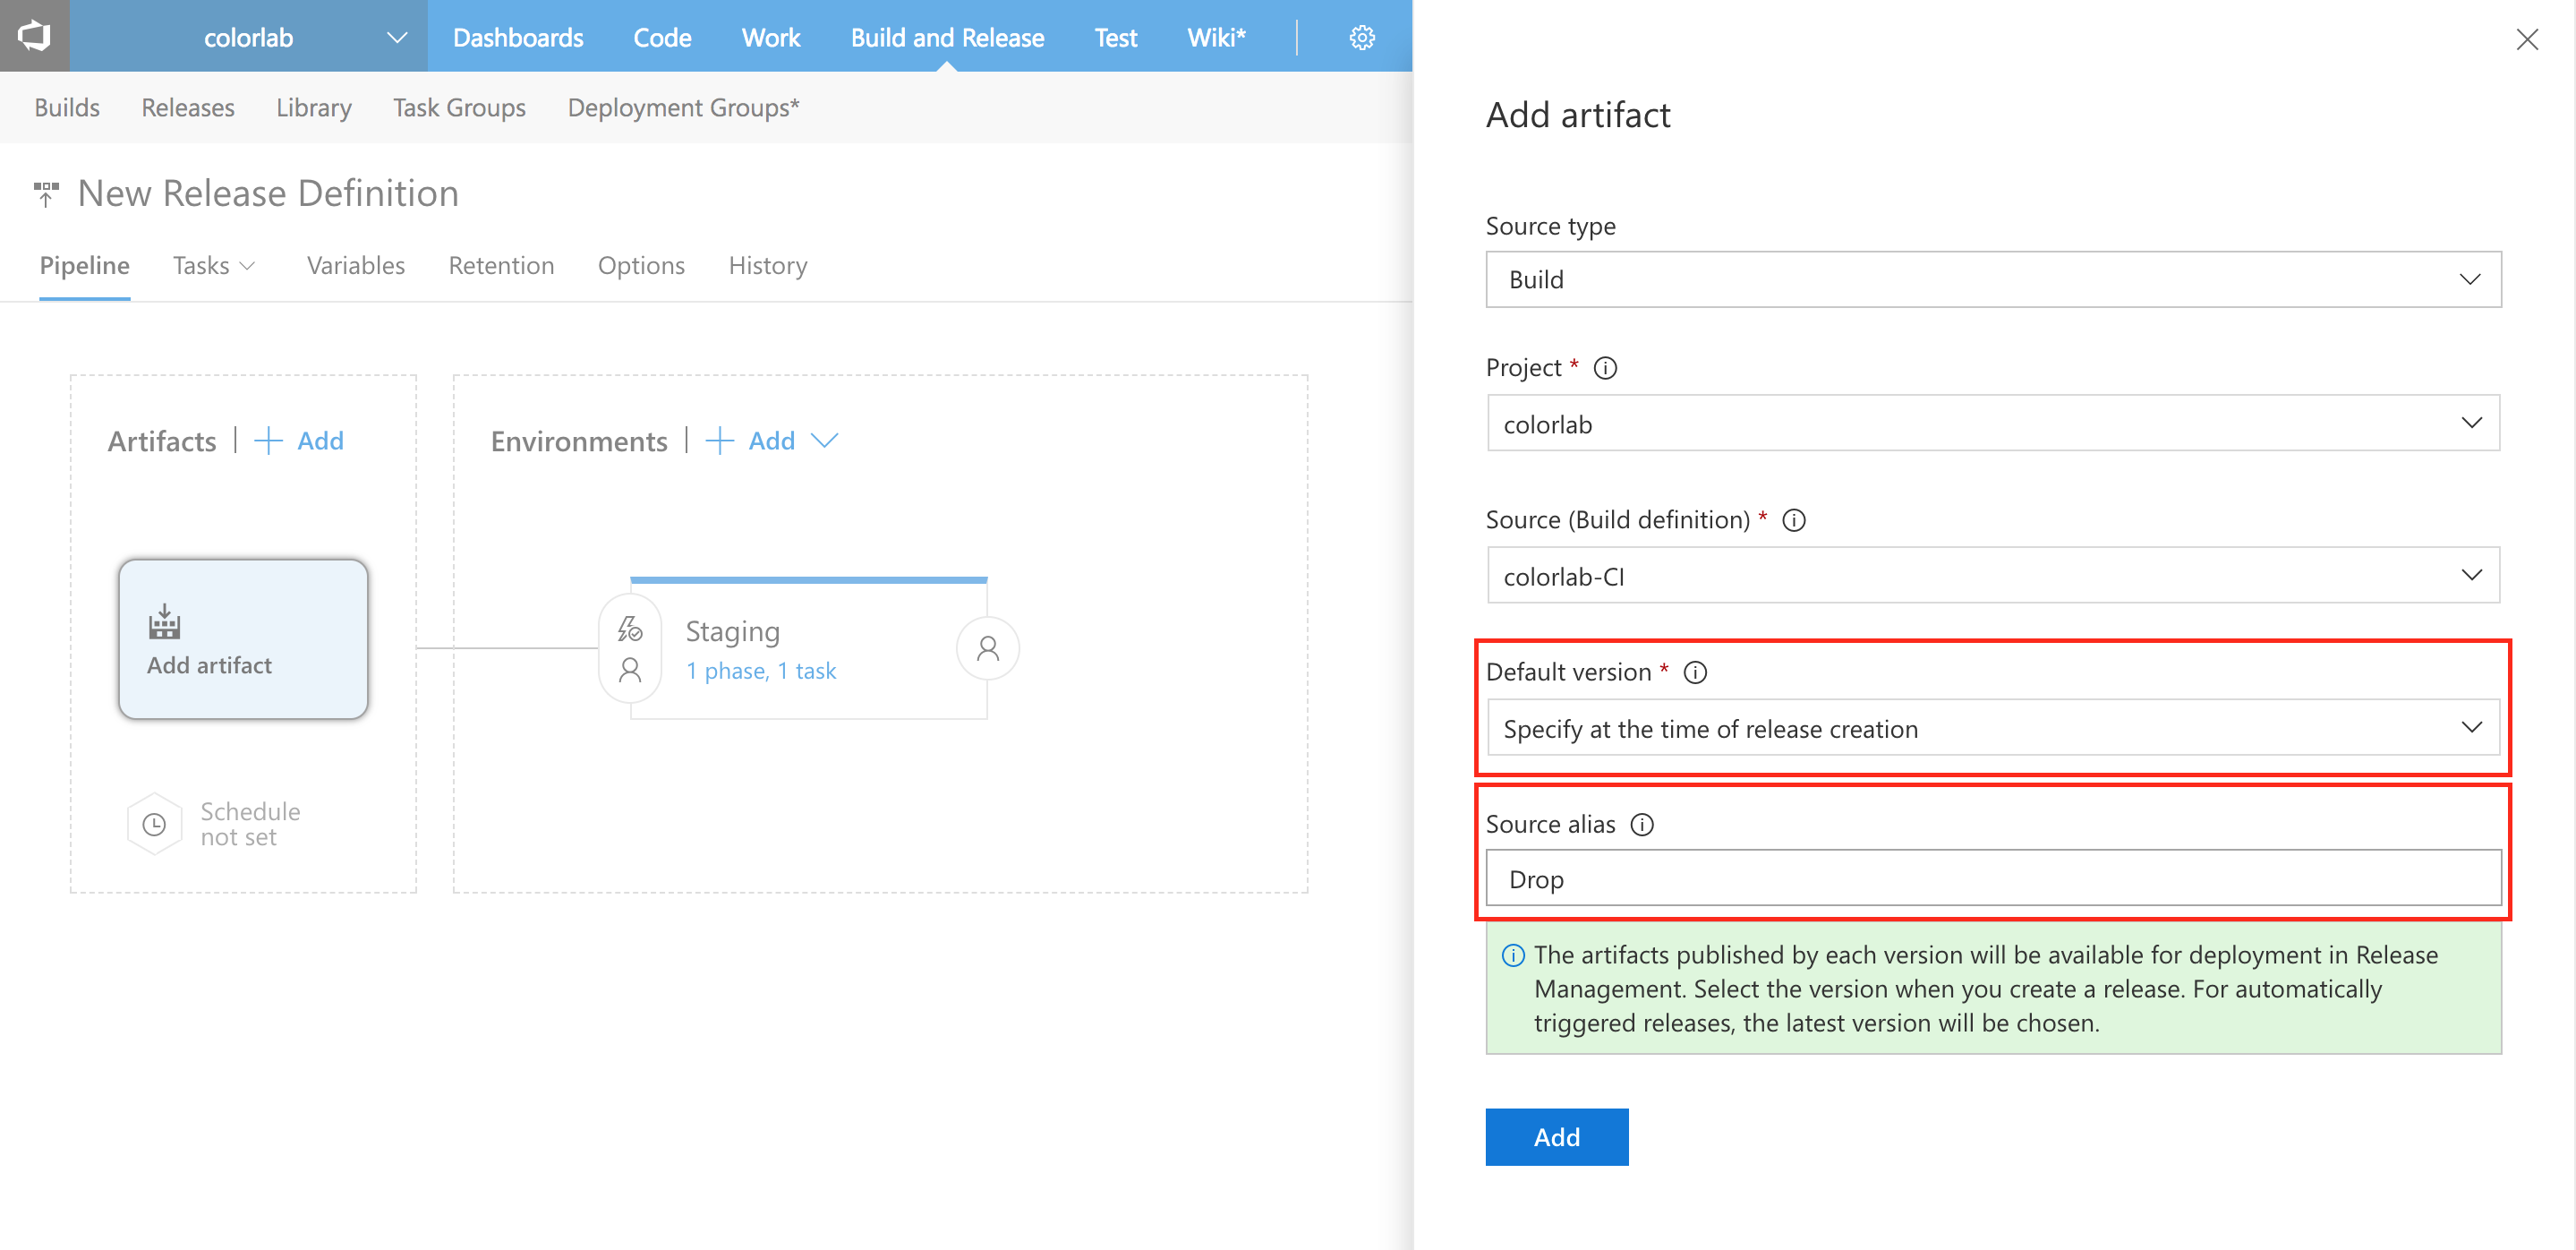 colorlab
Dashboards
Code
Work
Build and Release
Test
Wiki*
Builds
Releases
Library
Task Groups
Deployment Groups*
New Release Definition
Pipeline
Tasks
Variables
Retention
Options
History
Artifacts
Add
Environments
Add
Add artifact
Staging
1 phase, 1 task
Schedule
not set
Add artifact
Source type
Build
Project *
colorlab
Source (Build definition) *
colorlab-CI
Default version *
Specify at the time of release creation
Source alias
Drop
The artifacts published by each version will be available for deployment in Release
Management. Select the version when you create a release. For automatically
triggered releases, the latest version will be chosen.
Add